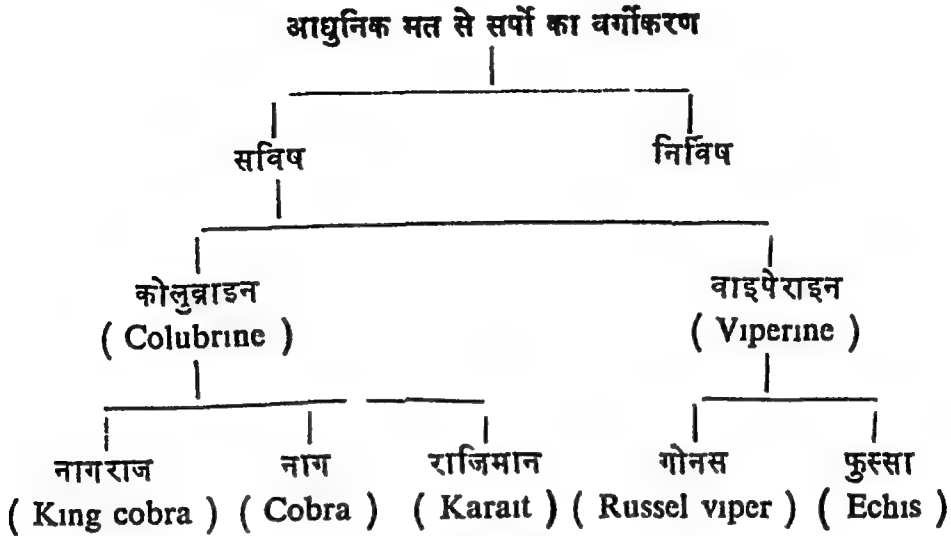 आधुनिक मत से सर्पो का वर्गीकरण
सविष निर्विष
कोलुब्राइन वाइपेराइन
( Colubrine ) ( Viperine )
नागराज नाग राजिमान गोनस फुस्सा
( King cobra ) ( Cobra ) ( Karait ) ( Russel viper ) ( Echis )